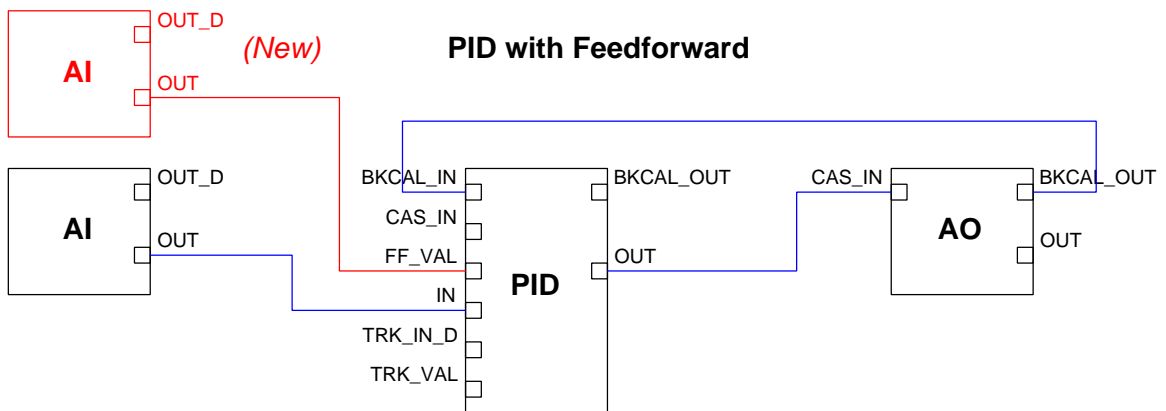 OUT_D
(New)
PID with Feedforward
AI
OUT
OUT_D
BKCAL_IN
BKCAL_OUT
CAS_IN
BKCAL_OUT
CAS_IN
AI
OUT
AO
OUT
FF_VAL
OUT
PID
IN
TRK_IN_D
TRK_VAL